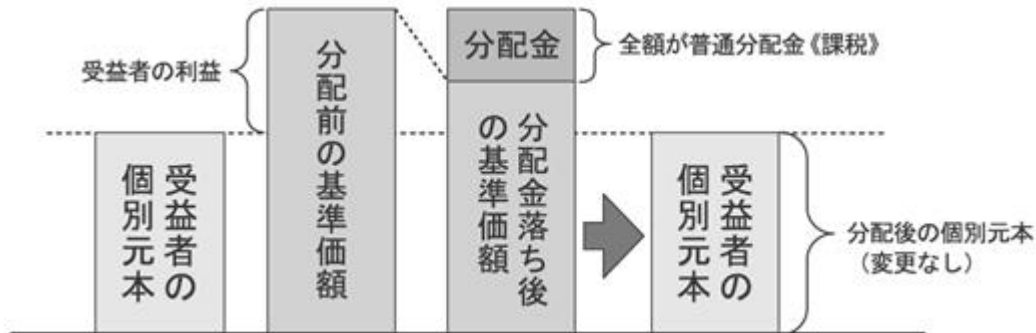 受益者の利益
受益者の
個別元本
分配前の基準価額
分配金
全額が普通分配金《課税》
分配金落ち後
の基準価額
受益者の
個別元本
分配後の個別元本
（変更なし）